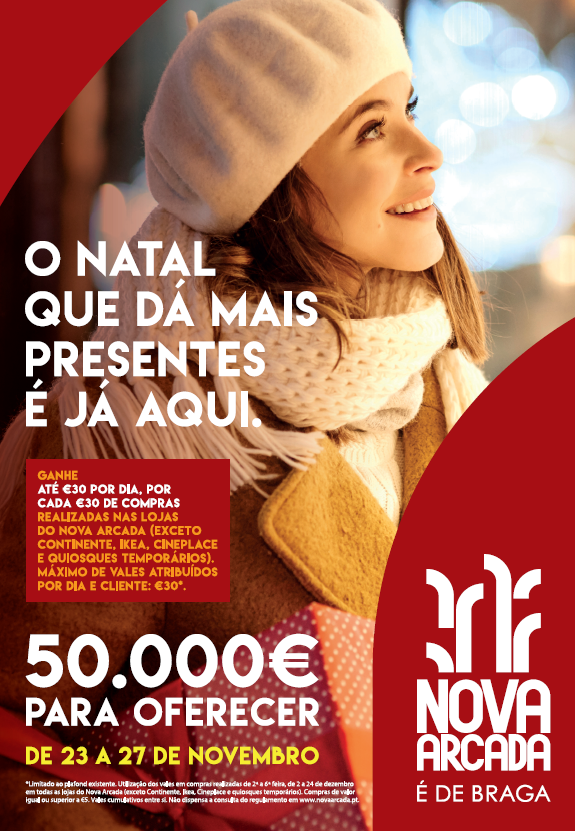 O NATAL
QUE DÁ MAIS
PRESENTES
É JÁ AQUI.
GANHE
ATÉ €30 POR DIA, POR
CADA €30 DE COMPRAS
REALIZADAS NAS LOJAS
DO NOVA ARCADA (EXCETO
CONTINENTE, IKEA, CINEPLACE
E QUIOSQUES TEMPORÁRIOS).
MÁXIMO DE VALES ATRIBUÍDOS
POR DIA E CLIENTE: €30*.
50.000€
PARA OFERECER
DE 23 A 27 DE NOVEMBRO
*Limitado ao plafond existente. Utilização dos vales em compras realizadas de 2ª a 6ª feira, de 2 a 24 de dezembro
em todas as lojas do Nova Arcada (exceto Continente, Ikea, Cineplace e quiosques temporários). Compras de valor
igual ou superior a €5. Vales cumulativos entre si. Não dispensa a consulta do regulamento em www.novaarcada.pt.
NOVA
ARCADA
É DE BRAGA